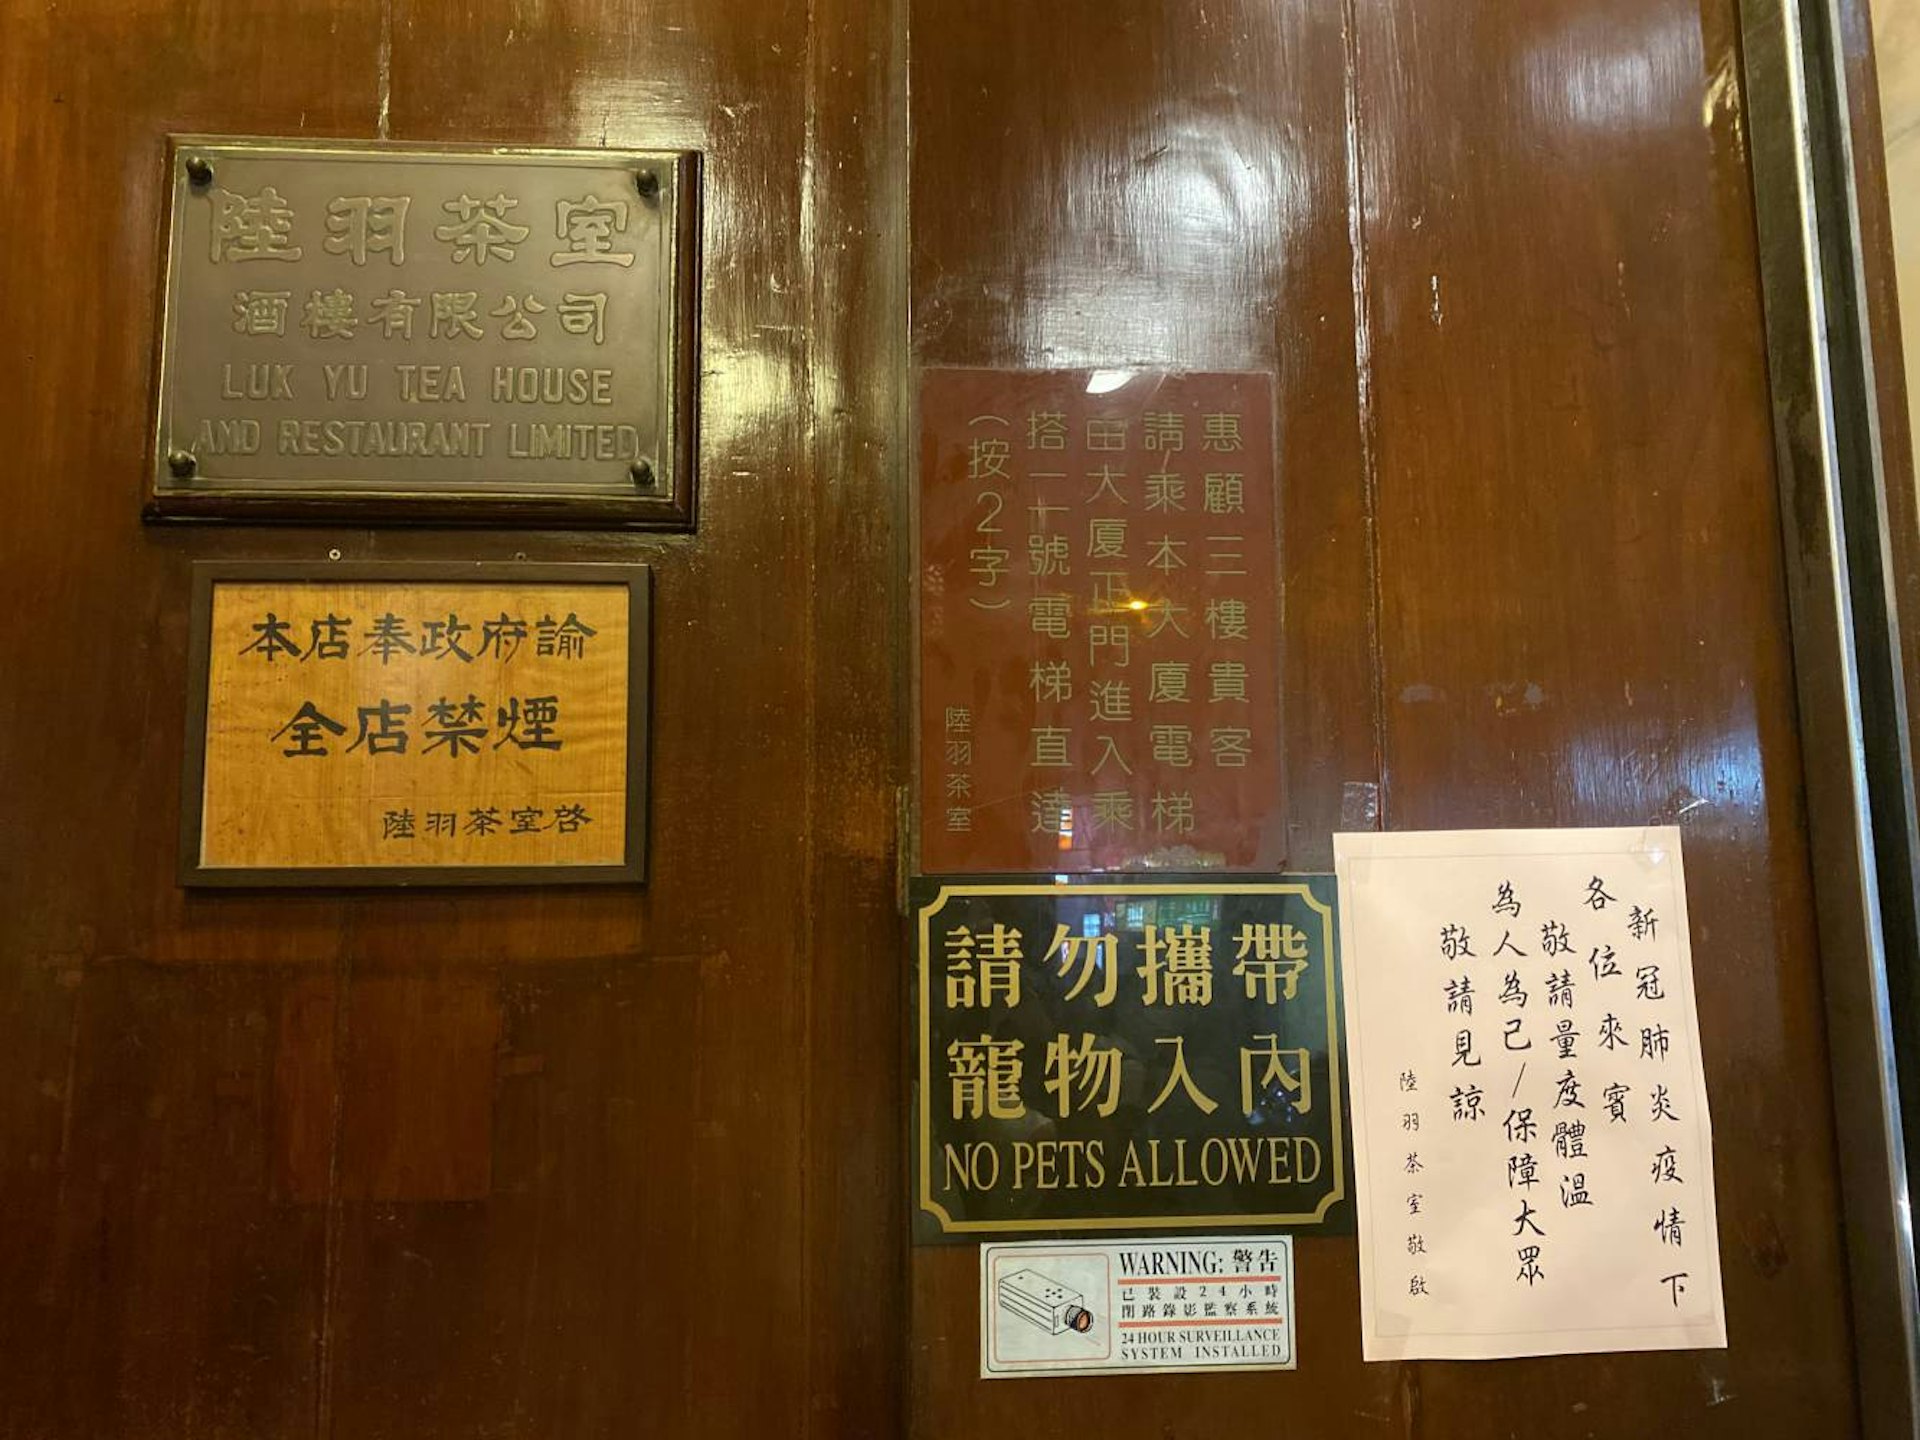 陸羽茶室
酒樓有限公司
LUK YU TEA HOUSE
AND RESTAURANT LIMITED
本店奉政府諭
全店禁煙
陸羽茶室啓
惠顧三樓貴客
請乘本大廈電梯
由大廈正門進入乘
搭一一號電梯直達
（按2字）
陸羽茶室
請勿攜帶
寵物入內
NO PETS ALLOWED
WARNING: 警告
已裝設24小時
閉路錄影監察系統
24 HOUR SURVEILLANCE
SYSTEM INSTALLED
新冠肺炎疫情下
各位來賓
敬請量度體溫
為人為己/保障大眾
敬請見諒
陸羽茶室敬啟